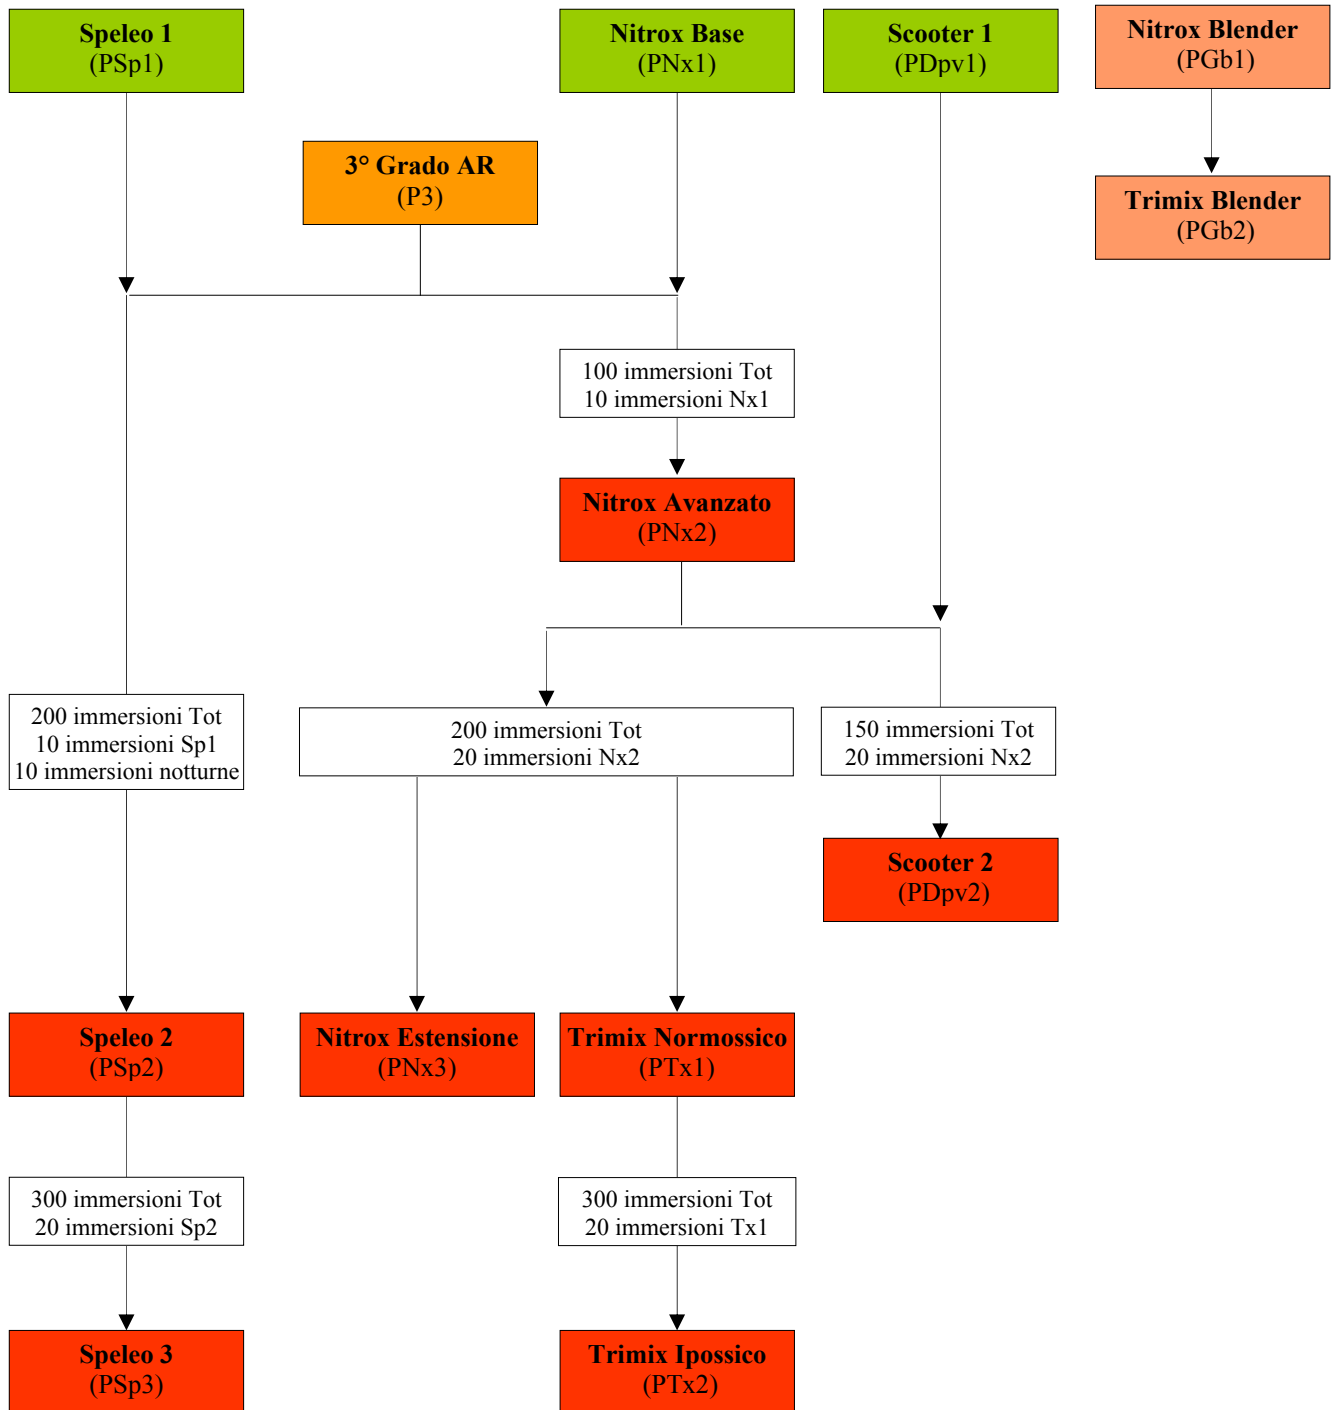 Speleo 1
(PSp1)
Nitrox Base
(PNx1)
Scooter 1
(PDpv1)
Nitrox Blender
(PGb1)
3° Grado AR
(P3)
Trimix Blender
(PGb2)
100 immersioni Tot
10 immersioni Nx1
Nitrox Avanzato
(PNx2)
200 immersioni Tot
10 immersioni Sp1
10 immersioni notturne
200 immersioni Tot
20 immersioni Nx2
150 immersioni Tot
20 immersioni Nx2
Scooter 2
(PDpv2)
Speleo 2
(PSp2)
Nitrox Estensione
(PNx3)
Trimix Normossico
(PTx1)
300 immersioni Tot
20 immersioni Sp2
300 immersioni Tot
20 immersioni Tx1
Speleo 3
(PSp3)
Trimix Ipossico
(PTx2)